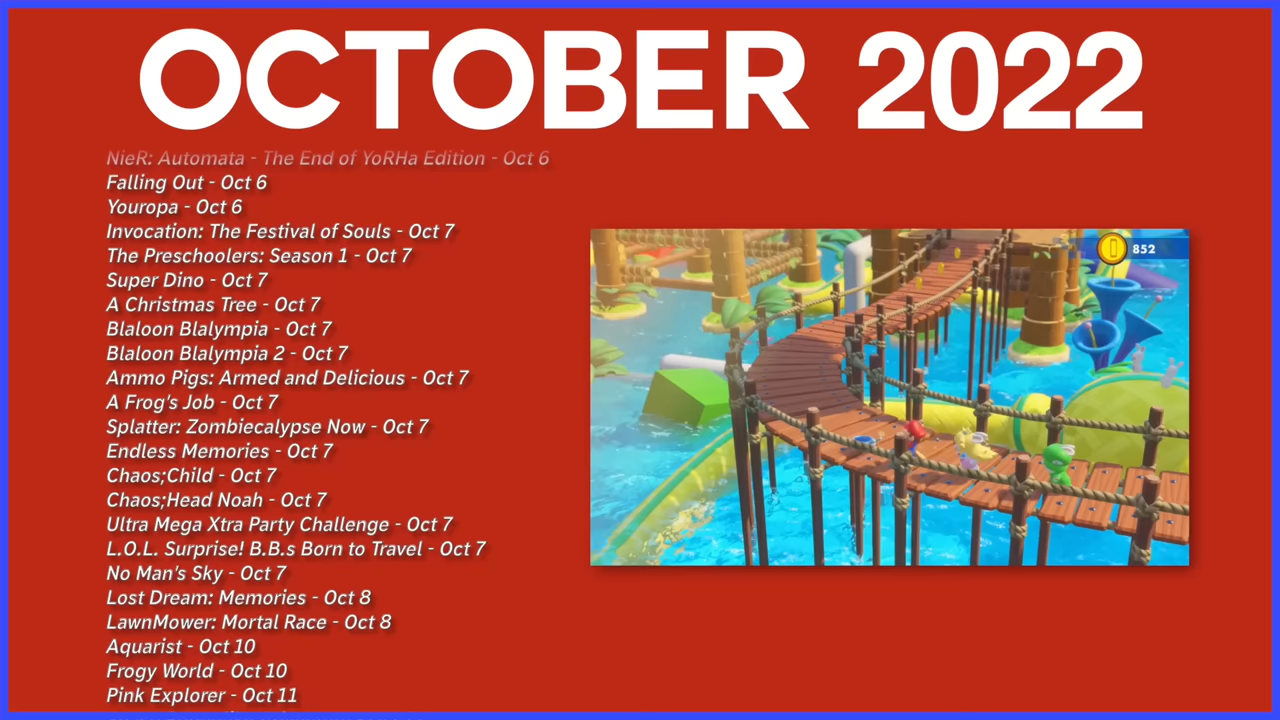 OCTOBER 2022
NieR: Automata - The End of YoRHa Edition - Oct 6
Falling Out - Oct 6
Youropa - Oct 6
Invocation: The Festival of Souls - Oct 7
The Preschoolers: Season 1 - Oct 7
Super Dino - Oct 7
A Christmas Tree - Oct 7
Blaloon Blalympia - Oct 7
Blaloon Blalympia 2 - Oct 7
Ammo Pigs: Armed and Delicious - Oct 7
A Frog's Job - Oct 7
Splatter: Zombiecalypse Now - Oct 7
Endless Memories - Oct 7
Chaos;Child - Oct 7
Chaos;Head Noah - Oct 7
Ultra Mega Xtra Party Challenge - Oct 7
L.O.L. Surprise! B.B.s Born to Travel - Oct 7
No Man's Sky - Oct 7
Lost Dream: Memories - Oct 8
LawnMower: Mortal Race - Oct 8
Aquarist - Oct 10
Frogy World - Oct 10
Pink Explorer - Oct 11
852